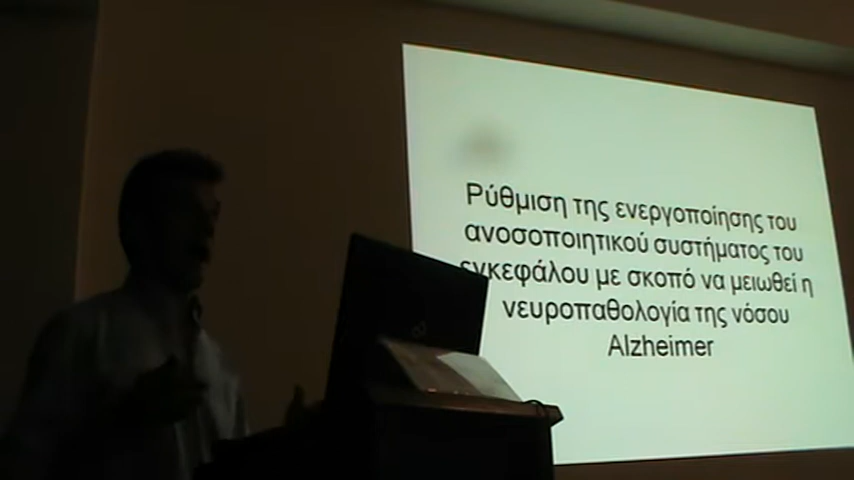 Ρύθμιση της ενεργοποίησης του
ανοσοποιητικού συστήματος του
εγκεφάλου με σκοπό να μειωθεί η
νευροπαθολογία της νόσου
Alzheimer